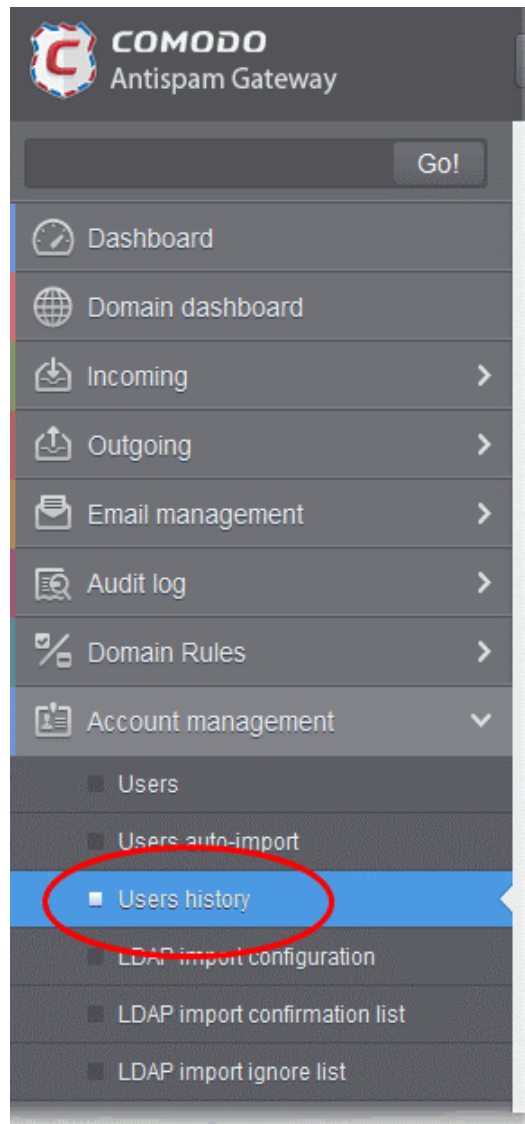 COMODO
Antispam Gateway
Go!
Dashboard
Domain dashboard
Incoming
Outgoing
Email management
Audit log
Domain Rules
Account management
Users
Users auto-import
Users history
LDAP import configuration
LDAP import confirmation list
LDAP import ignore list